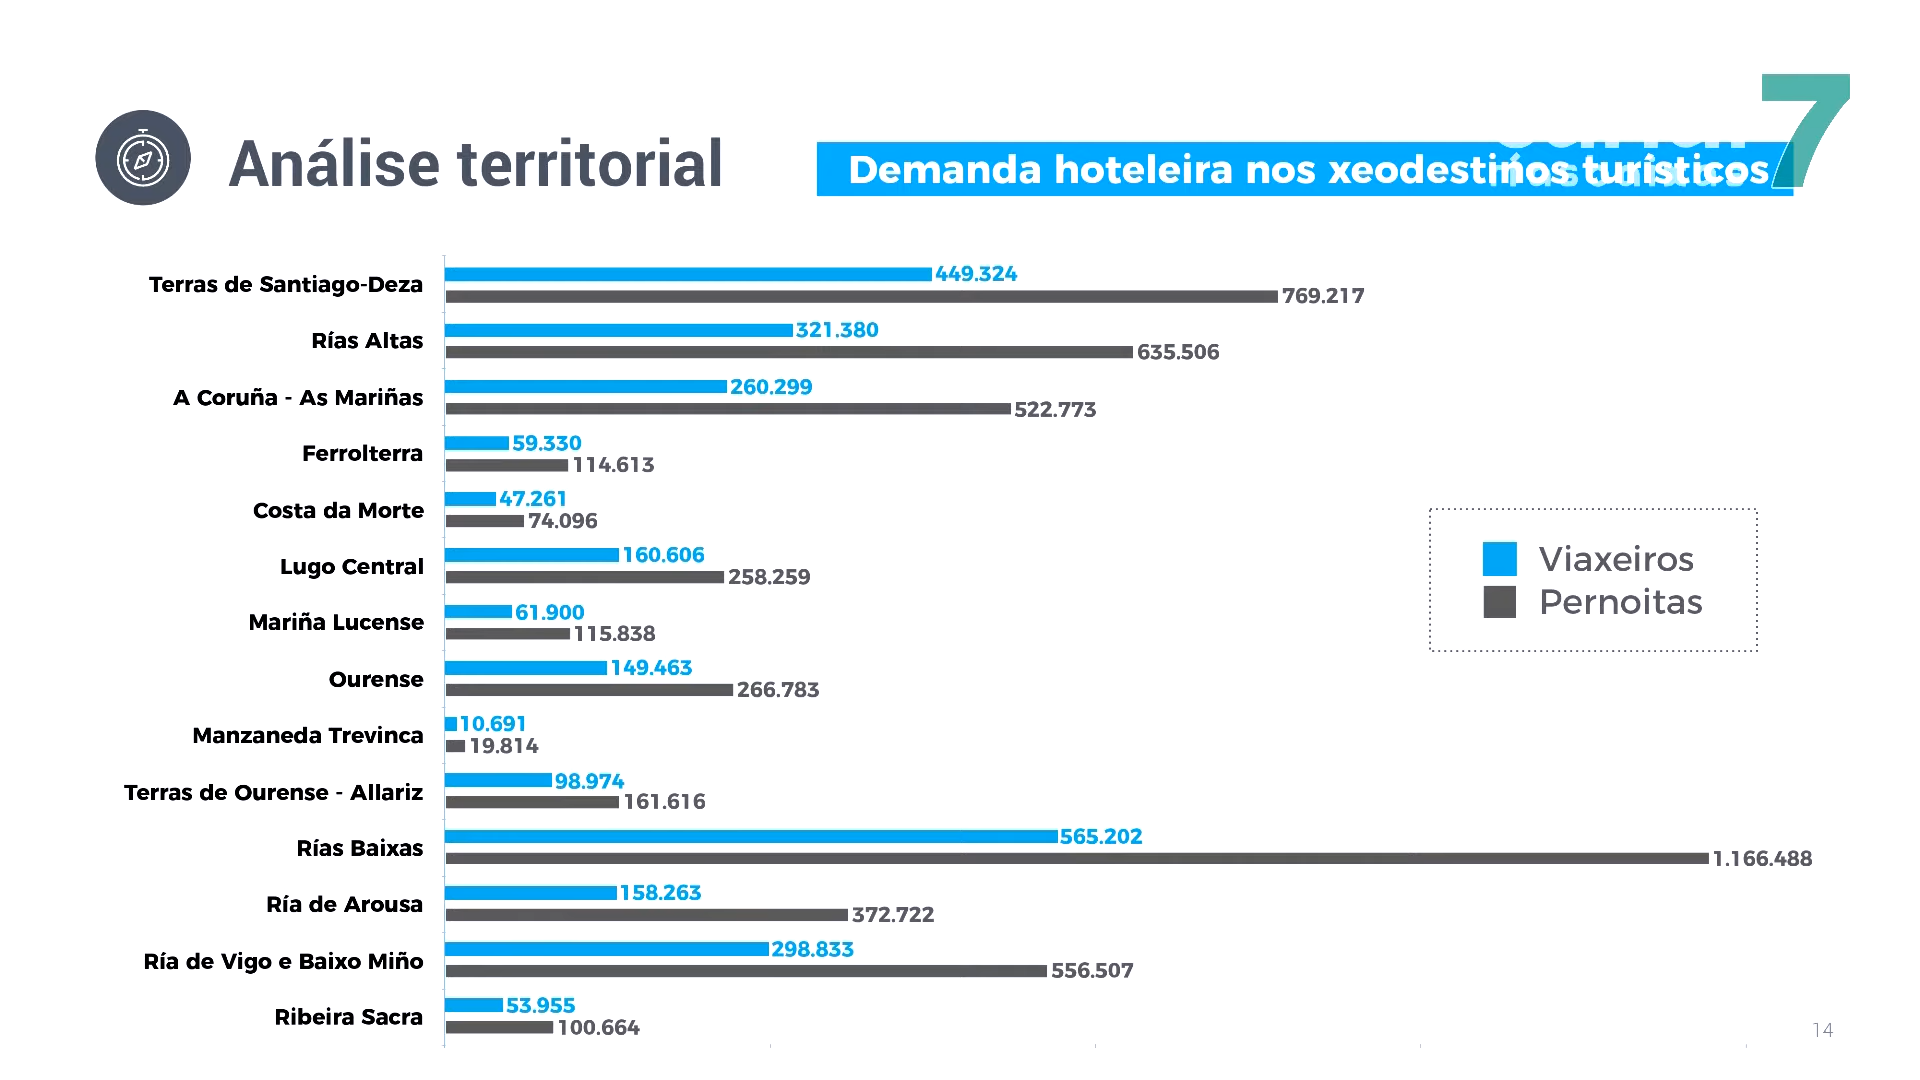 7
Análise territorial
Demanda hoteleira nos xeodestinos turísticos
Terras de Santiago-Deza
449.324
769.217
Rías Altas
321.380
635.506
A Coruña - As Mariñas
260.299
522.773
Ferrolterra
59.330
114.613
Costa da Morte
47.261
74.096
Lugo Central
160.606
258.259
Mariña Lucense
61.900
115.838
Ourense
149.463
266.783
Manzaneda Trevinca
10.691
19.814
Terras de Ourense - Allariz
98.974
161.616
Rías Baixas
565.202
1.166.488
Ría de Arousa
158.263
372.722
Ría de Vigo e Baixo Miño
298.833
556.507
Ribeira Sacra
53.955
100.664
Viaxeiros
Pernoitas
14